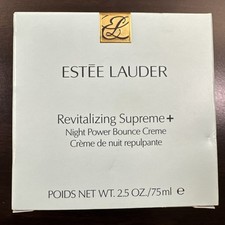 ESTĒE LAUDER
Revitalizing Supreme+
Night Power Bounce Creme
Crème de nuit repulpante
POIDS NET WT. 2.5 OZ./75ml e